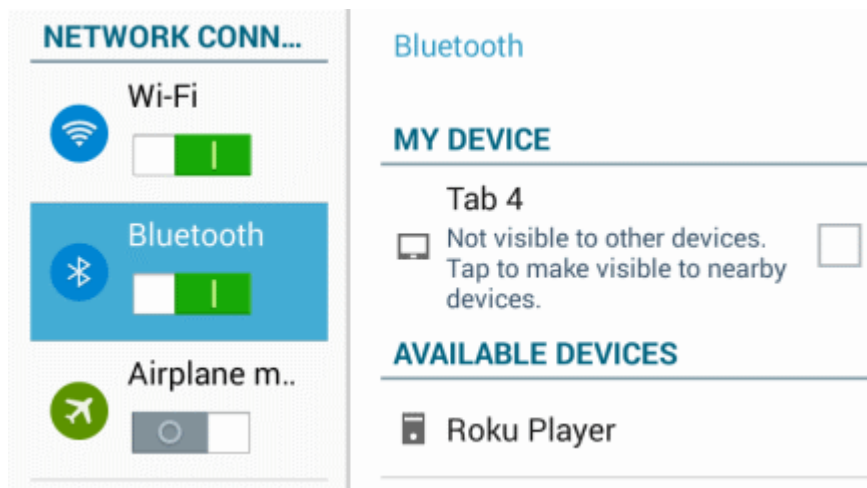 NETWORK CONN...
Wi-Fi
Bluetooth
Airplane m..
Bluetooth
MY DEVICE
Tab 4
Not visible to other devices.
Tap to make visible to nearby
devices.
AVAILABLE DEVICES
Roku Player